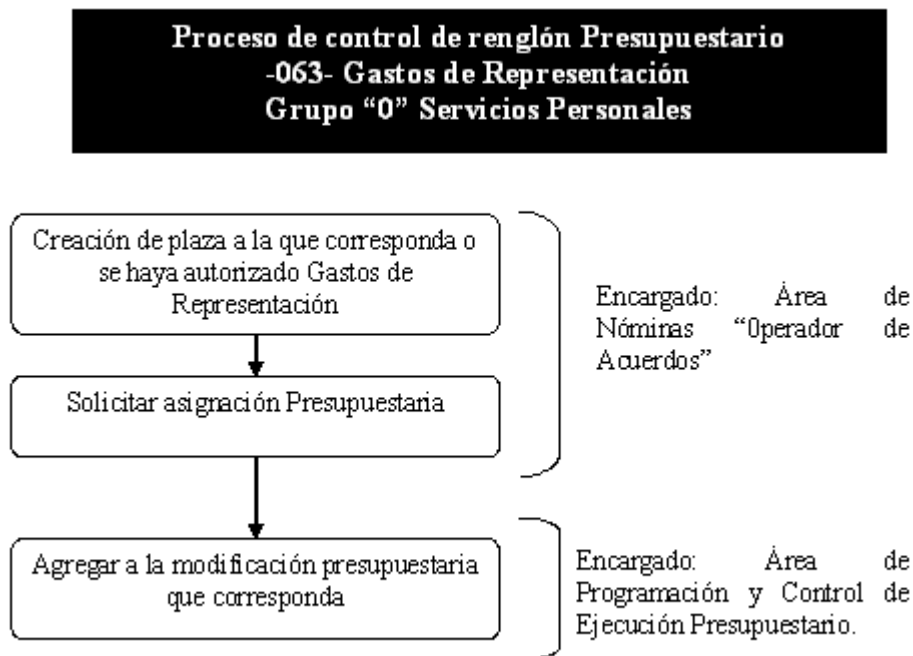 Proceso de control de renglón Presupuestario
-063- Gastos de Representación
Grupo “0” Servicios Personales
Creación de plaza a la que corresponda o
se haya autorizado Gastos de
Representación
Solicitar asignación Presupuestaria
Encargado: Área de
Nóminas “0perador de
Acuerdos”
Agregar a la modificación presupuestaria
que corresponda
Encargado: Área de
Programación y Control de
Ejecución Presupuestario.